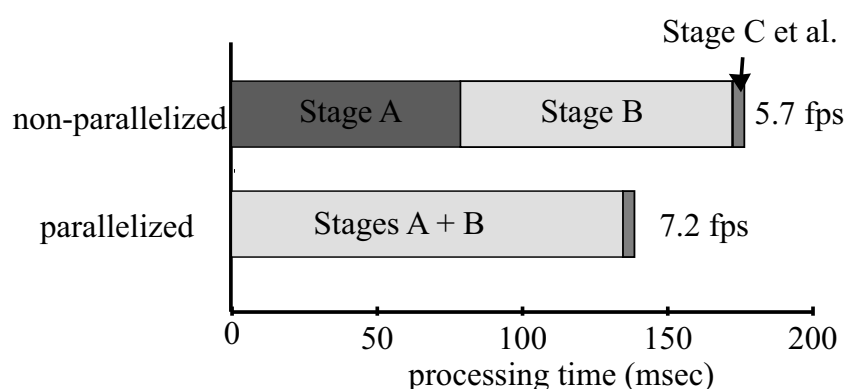 Stage C et al.
non-parallelized
Stage A
Stage B
5.7 fps
parallelized
Stages A + B
7.2 fps
0
50
100
150
200
processing time (msec)